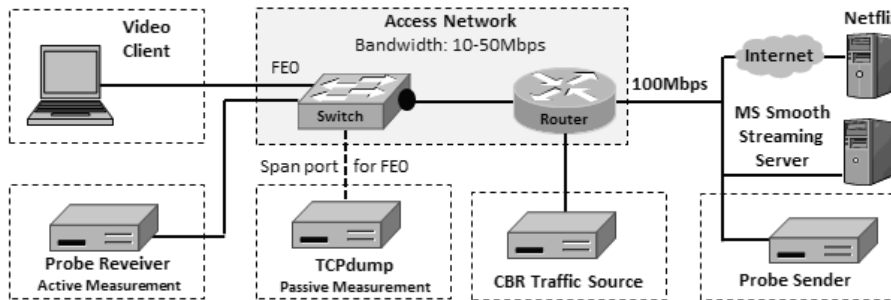 Video
Client
Access Network
Bandwidth: 10-50Mbps
FE0
Switch
Router
100Mbps
Internet
Netflix
MS Smooth
Streaming
Server
Span port for FE0
Probe Reveiver
Active Measurement
TCPdump
Passive Measurement
CBR Traffic Source
Probe Sender